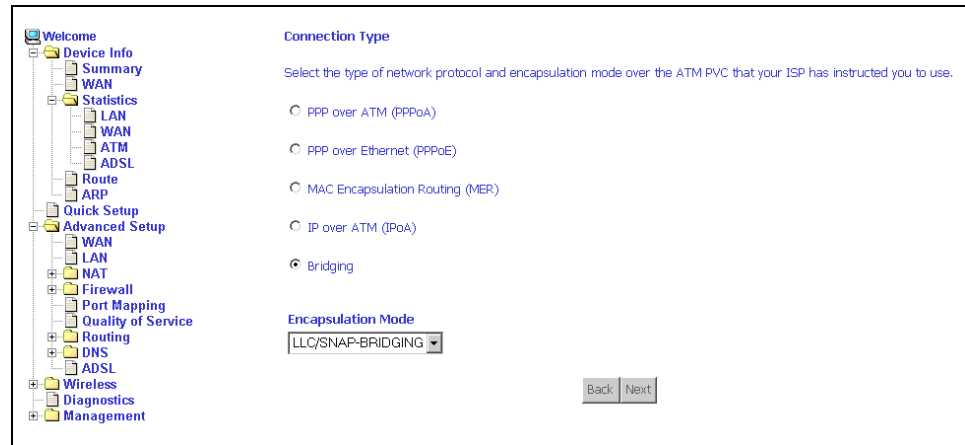 Welcome
Device Info
Summary
WAN
Statistics
LAN
WAN
ATM
ADSL
Route
ARP
Quick Setup
Advanced Setup
WAN
LAN
NAT
Firewall
Port Mapping
Quality of Service
Routing
DNS
ADSL
Wireless
Diagnostics
Management
Connection Type
Select the type of network protocol and encapsulation mode over the ATM PVC that your ISP has instructed you to use.
PPP over ATM (PPPoA)
PPP over Ethernet (PPPoE)
MAC Encapsulation Routing (MER)
IP over ATM (IPoA)
Bridging
Encapsulation Mode
LLC/SNAP-BRIDGING
Back Next